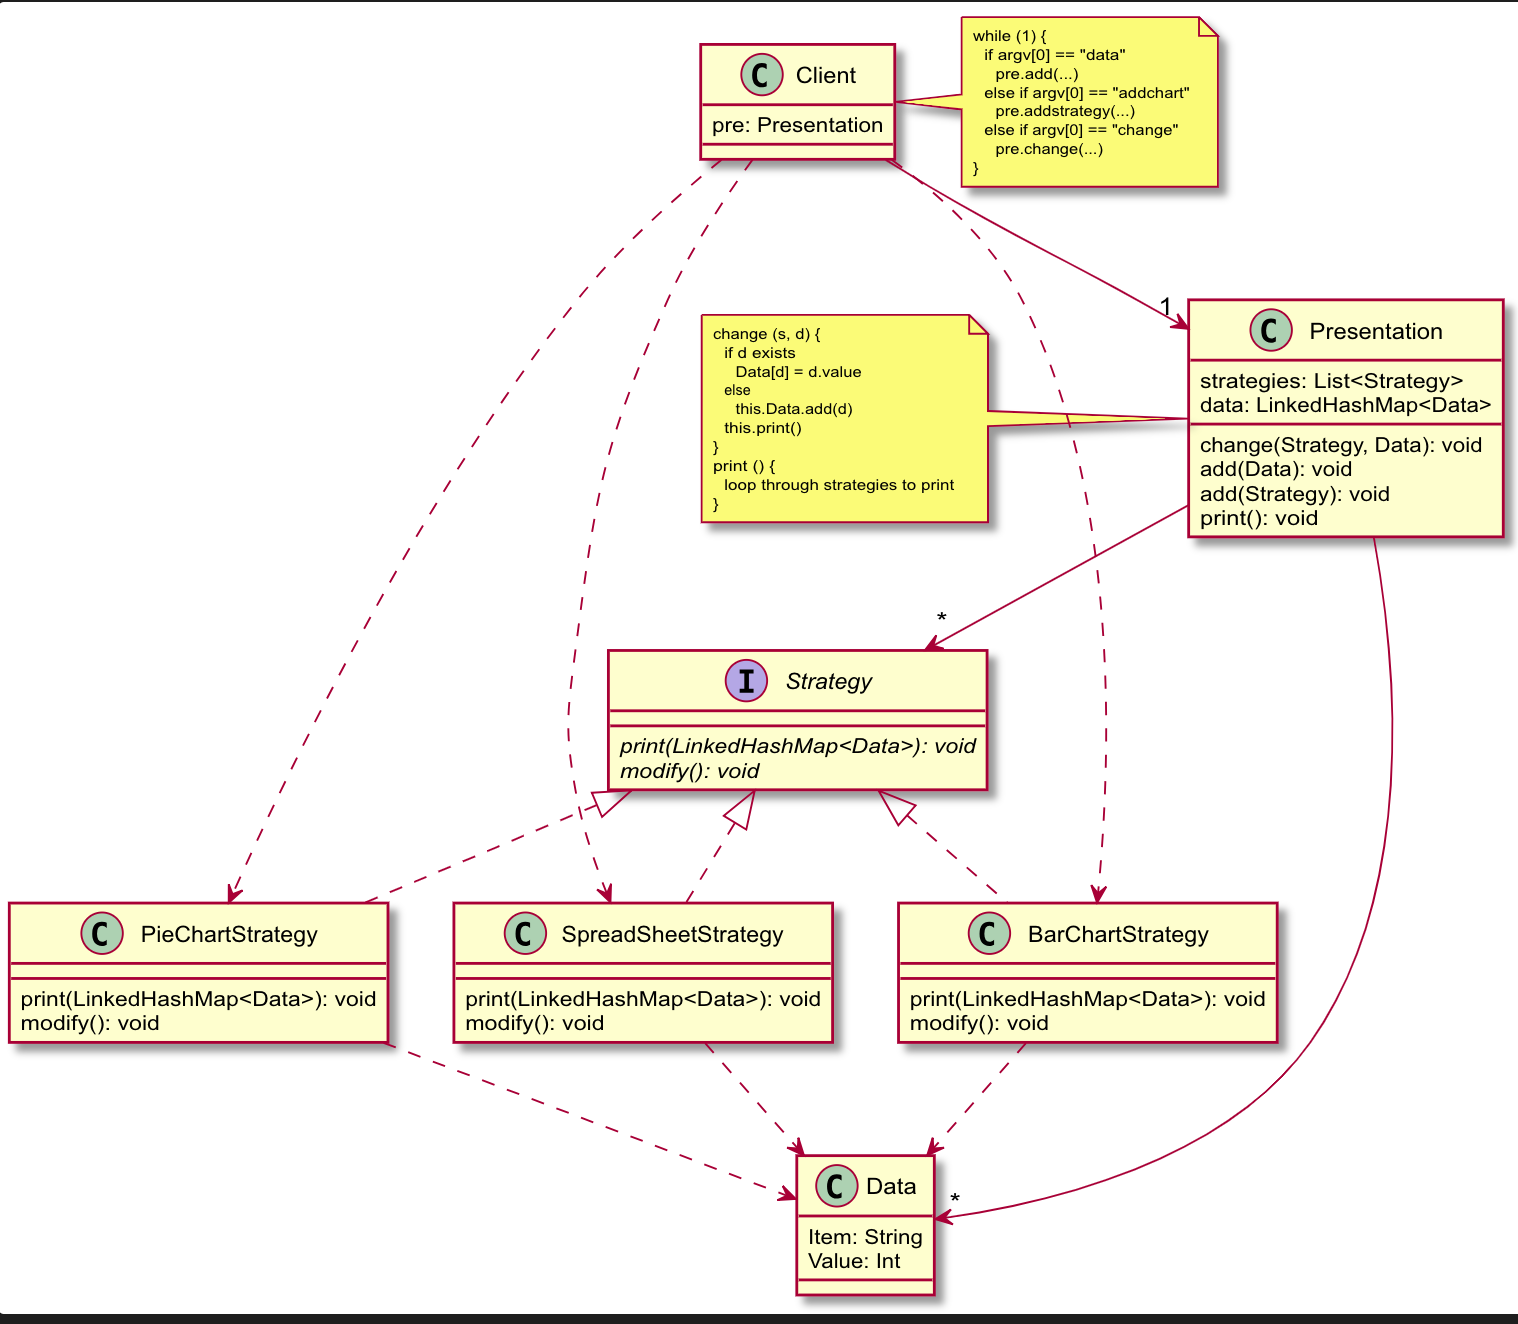 C Client
pre: Presentation
while (1) {
if argv[0] == "data"
pre.add(...)
else if argv[0] == "addchart"
pre.addstrategy(...)
else if argv[0] == "change"
pre.change(...)
}
1
C Presentation
strategies: List<Strategy>
data: LinkedHashMap<Data>
change(Strategy, Data): void
add(Data): void
add(Strategy): void
print(): void
change (s, d) {
if d exists
Data[d] = d.value
else
this.Data.add(d)
this.print()
}
print () {
loop through strategies to print
}
*
I Strategy
print(LinkedHashMap<Data>): void
modify(): void
C PieChartStrategy
print(LinkedHashMap<Data>): void
modify(): void
C SpreadSheetStrategy
print(LinkedHashMap<Data>): void
modify(): void
C BarChartStrategy
print(LinkedHashMap<Data>): void
modify(): void
C Data
Item: String
Value: Int
*